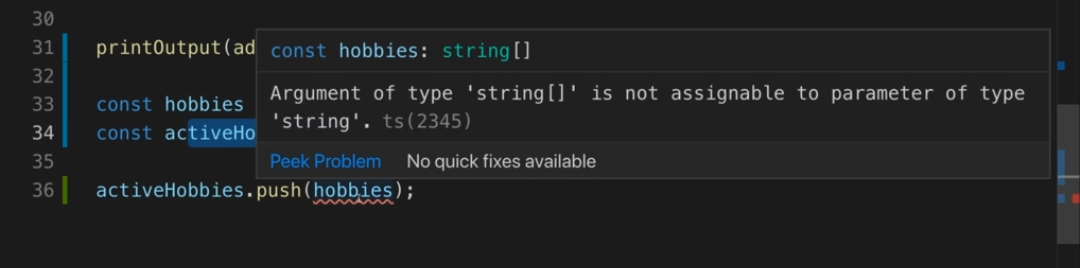 30
31 printOutput(ad
const hobbies: string[]
32
Argument of type 'string[]' is not assignable to parameter of type
33 const hobbies
'string'. ts(2345)
34 const activeHo
35
Peek Problem No quick fixes available
36 activeHobbies.push(hobbies);